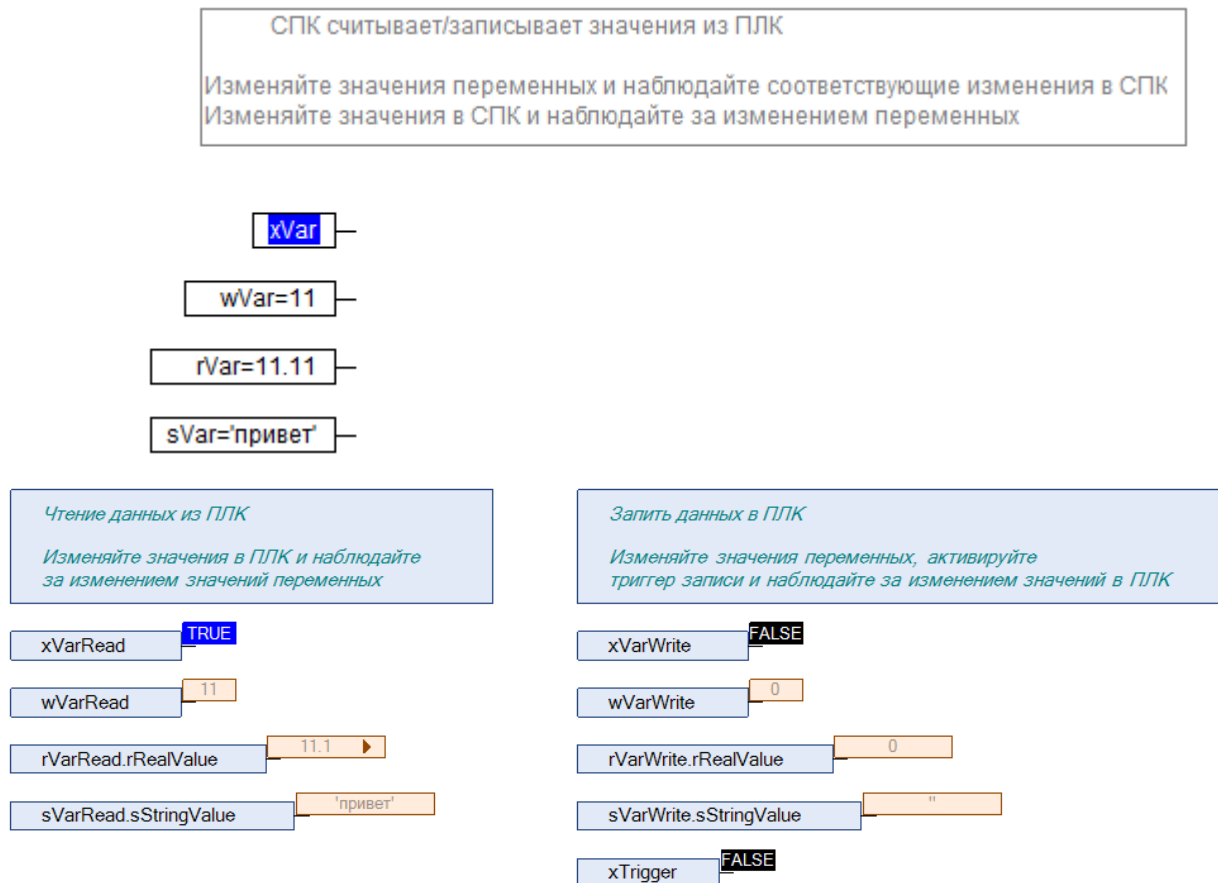 СПК считывает/записывает значения из ПЛК
Изменяйте значения переменных и наблюдайте соответствующие изменения в СПК
Изменяйте значения в СПК и наблюдайте за изменением переменных
xVar
wVar=11
rVar=11.11
sVar='привет'
Чтение данных из ПЛК
Изменяйте значения в ПЛК и наблюдайте
за изменением значений переменных
xVarRead TRUE
wVarRead 11
rVarRead.rRealValue 11.1
sVarRead.sStringValue 'привет'
Запить данных в ПЛК
Изменяйте значения переменных, активируйте
триггер записи и наблюдайте за изменением значений в ПЛК
xVarWrite FALSE
wVarWrite 0
rVarWrite.rRealValue 0
sVarWrite.sStringValue ''
xTrigger FALSE